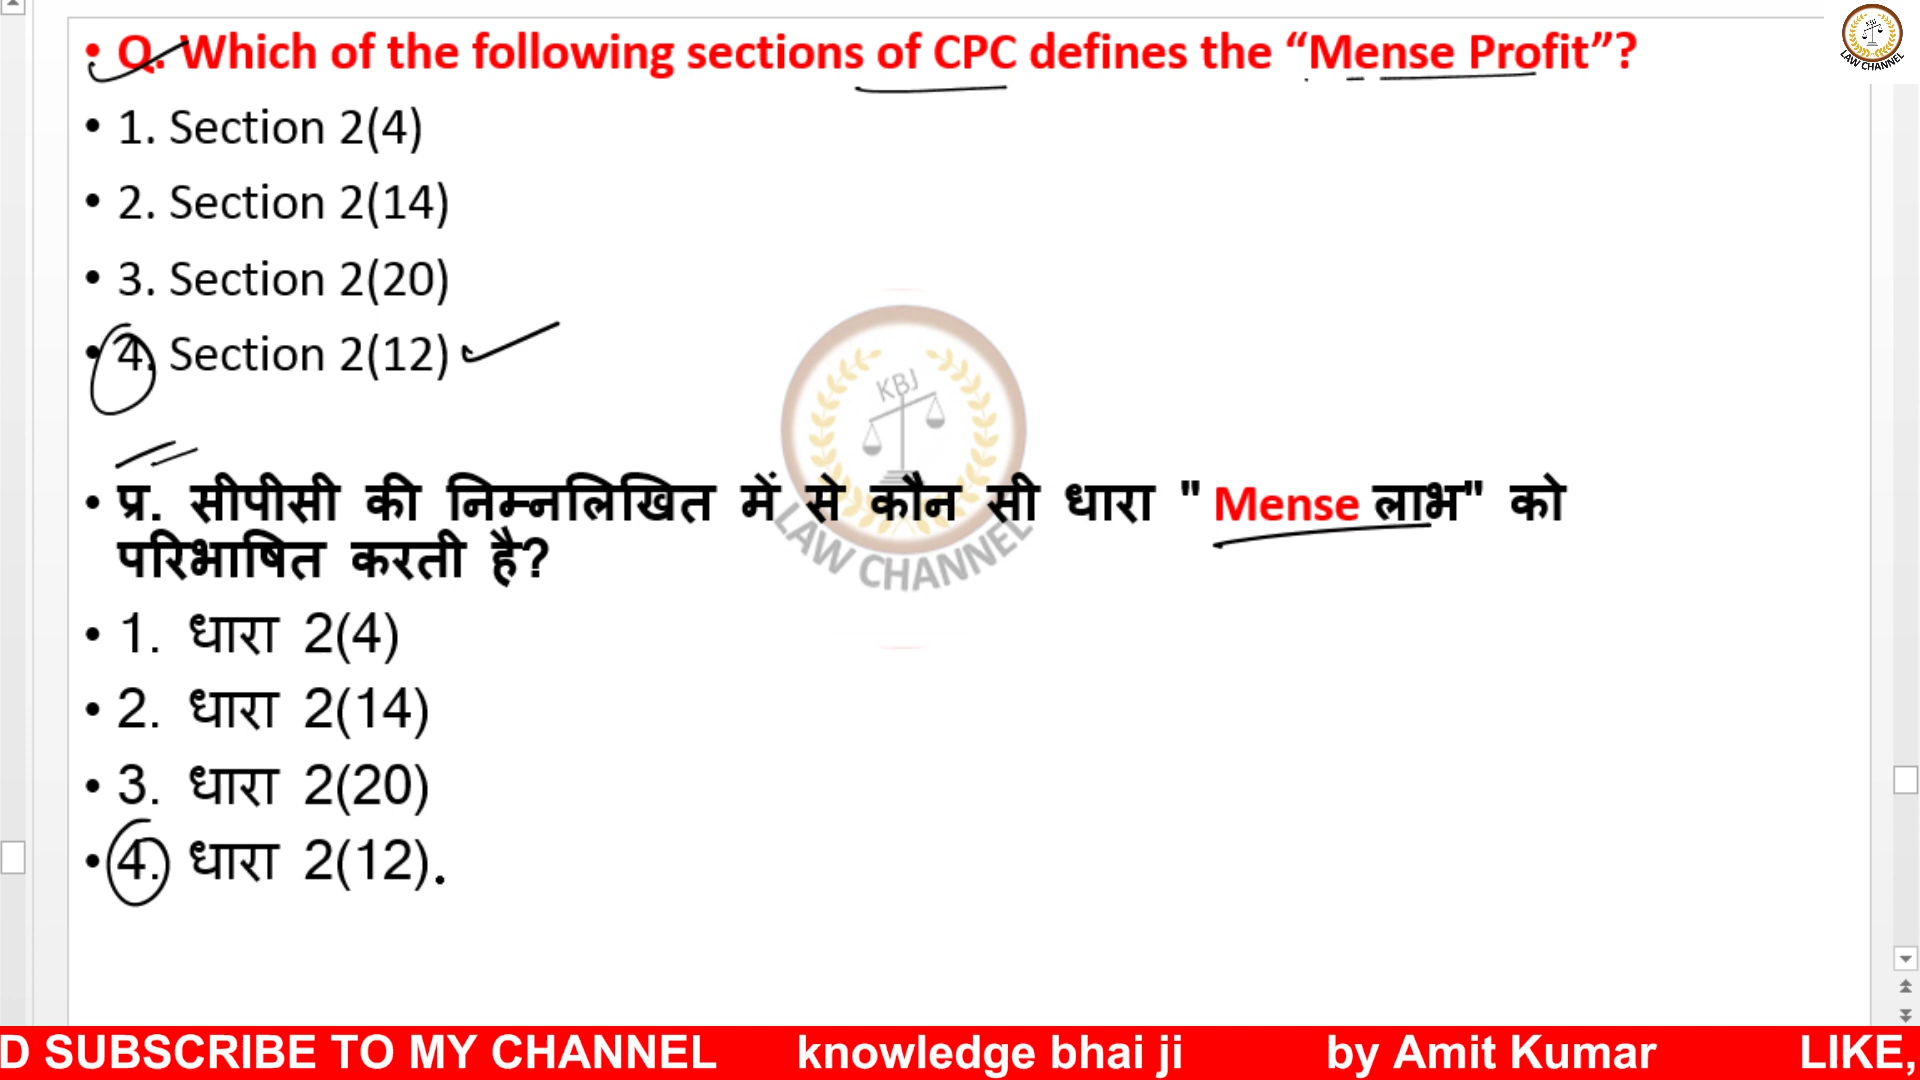 • Q. Which of the following sections of CPC defines the “Mense Profit”?
• 1. Section 2(4)
• 2. Section 2(14)
• 3. Section 2(20)
• 4. Section 2(12)
• प्र. सीपीसी की निम्नलिखित में से कौन सी धारा "Mense लाभ" को
परिभाषित करती है?
• 1. धारा 2(4)
• 2. धारा 2(14)
• 3. धारा 2(20)
• 4. धारा 2(12).
KBJ
LAW CHANNEL
KBJ
LAW CHANNEL
D SUBSCRIBE TO MY CHANNEL knowledge bhai ji by Amit Kumar LIKE,